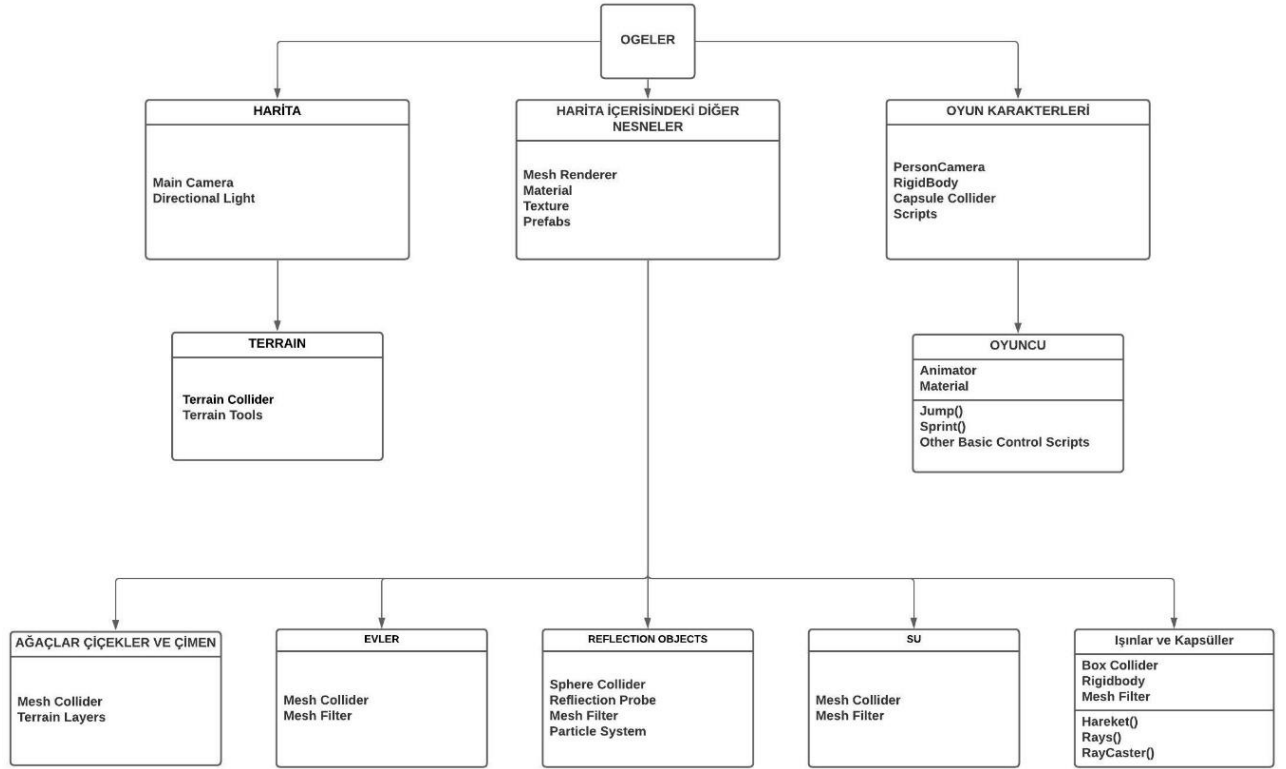 OGELER
HARİTA
Main Camera
Directional Light
HARİTA İÇERİSİNDEKİ DİĞER
NESNELER
Mesh Renderer
Material
Texture
Prefabs
OYUN KARAKTERLERİ
PersonCamera
RigidBody
Capsule Collider
Scripts
TERRAIN
Terrain Collider
Terrain Tools
OYUNCU
Animator
Material
Jump()
Sprint()
Other Basic Control Scripts
AĞAÇLAR ÇİÇEKLER VE ÇİMEN
Mesh Collider
Terrain Layers
EVLER
Mesh Collider
Mesh Filter
REFLECTION OBJECTS
Sphere Collider
Refliection Probe
Mesh Filter
Particle System
SU
Mesh Collider
Mesh Filter
Işınlar ve Kapsüller
Box Collider
Rigidbody
Mesh Filter
Hareket()
Rays()
RayCaster()